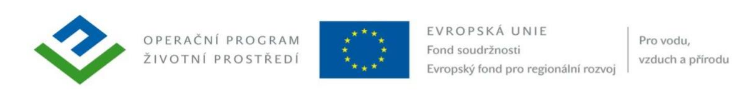 OPERAČNÍ PROGRAM
ŽIVOTNÍ PROSTŘEDÍ
EVROPSKÁ UNIE
Fond soudržnosti
Evropský fond pro regionální rozvoj
Pro vodu,
vzduch a přírodu